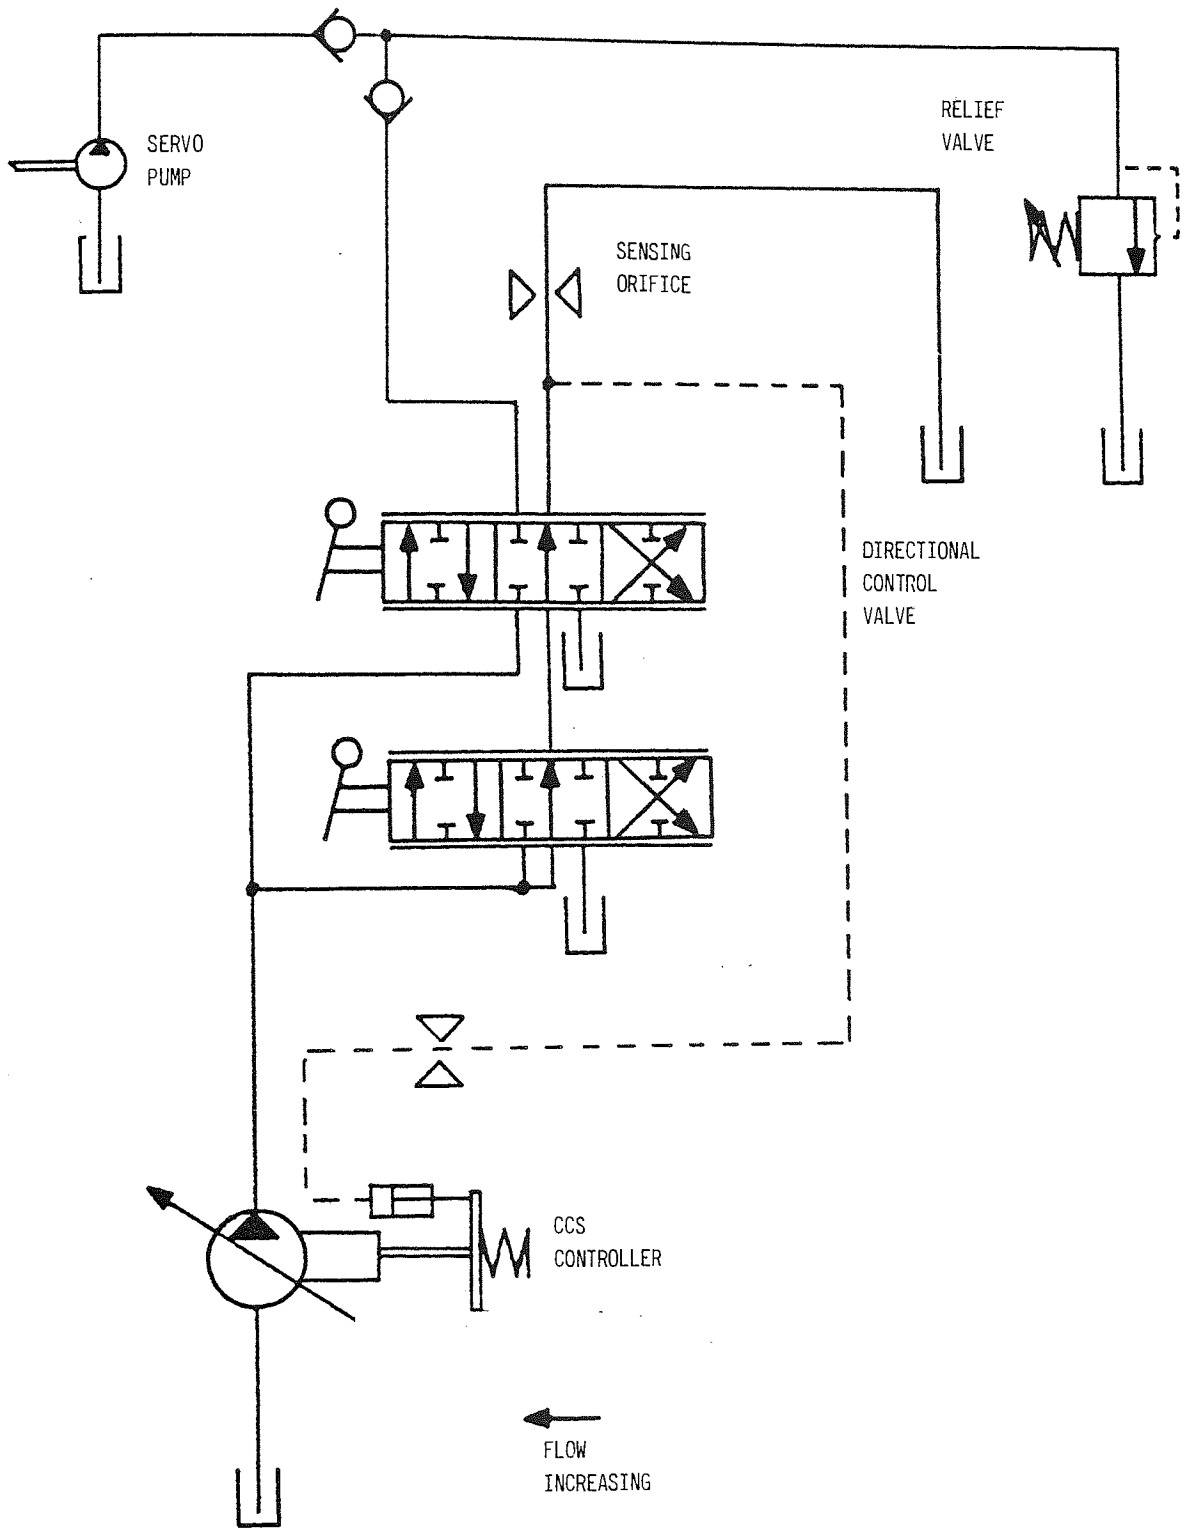 RELIEF
VALVE
SERVO
PUMP
SENSING
ORIFICE
DIRECTIONAL
CONTROL
VALVE
CCS
CONTROLLER
FLOW
INCREASING